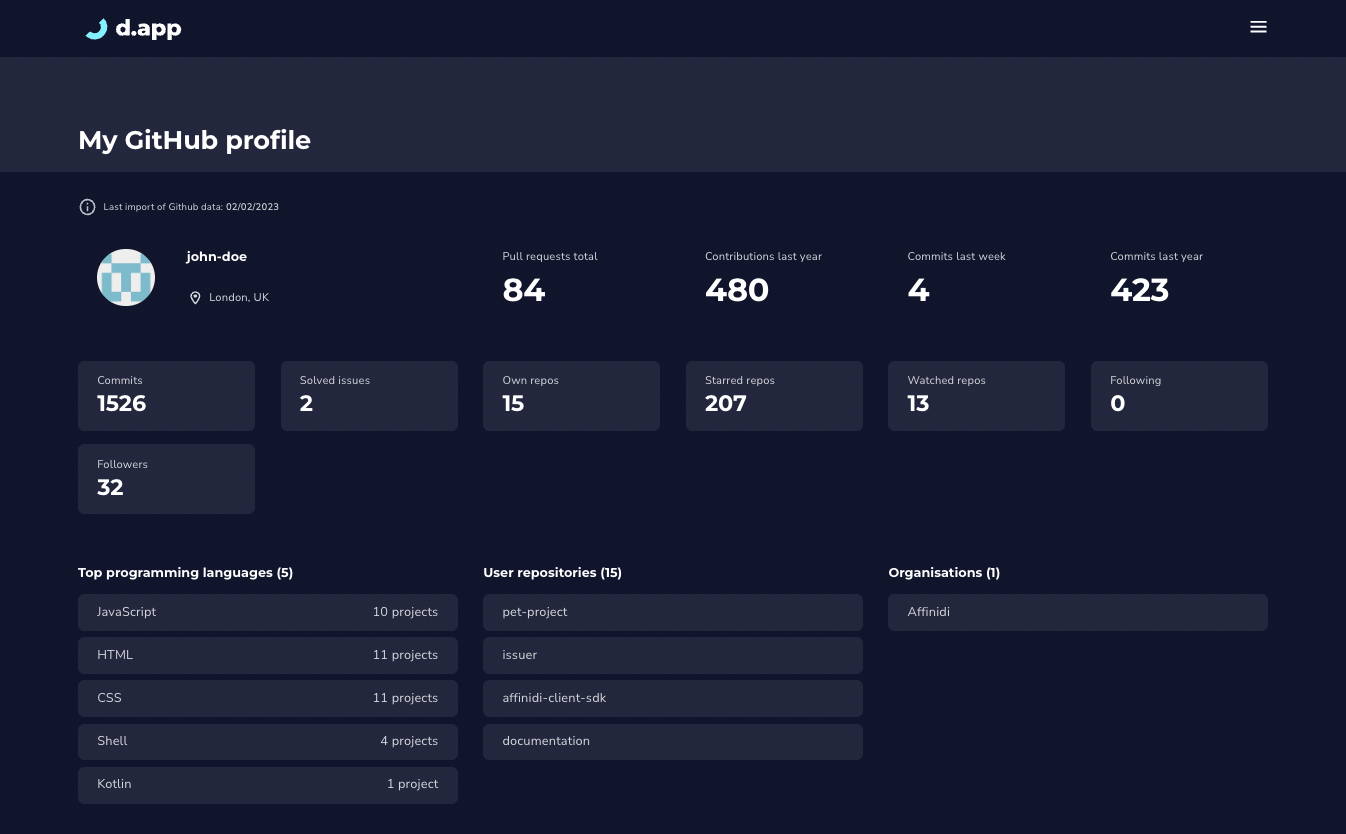 d.app
My GitHub profile
Last import of Github data: 02/02/2023
john-doe
London, UK
Pull requests total
84
Contributions last year
480
Commits last week
4
Commits last year
423
Commits
1526
Solved issues
2
Own repos
15
Starred repos
207
Watched repos
13
Following
0
Followers
32
Top programming languages (5)
JavaScript 10 projects
HTML 11 projects
CSS 11 projects
Shell 4 projects
Kotlin 1 project
User repositories (15)
pet-project
issuer
affinidi-client-sdk
documentation
Organisations (1)
Affinidi